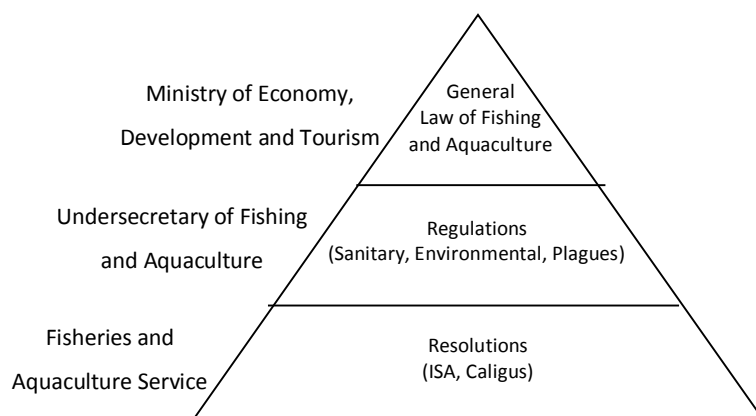 Ministry of Economy,
Development and Tourism
General
Law of Fishing
and Aquaculture
Undersecretary of Fishing
and Aquaculture
Regulations
(Sanitary, Environmental, Plagues)
Fisheries and
Aquaculture Service
Resolutions
(ISA, Caligus)